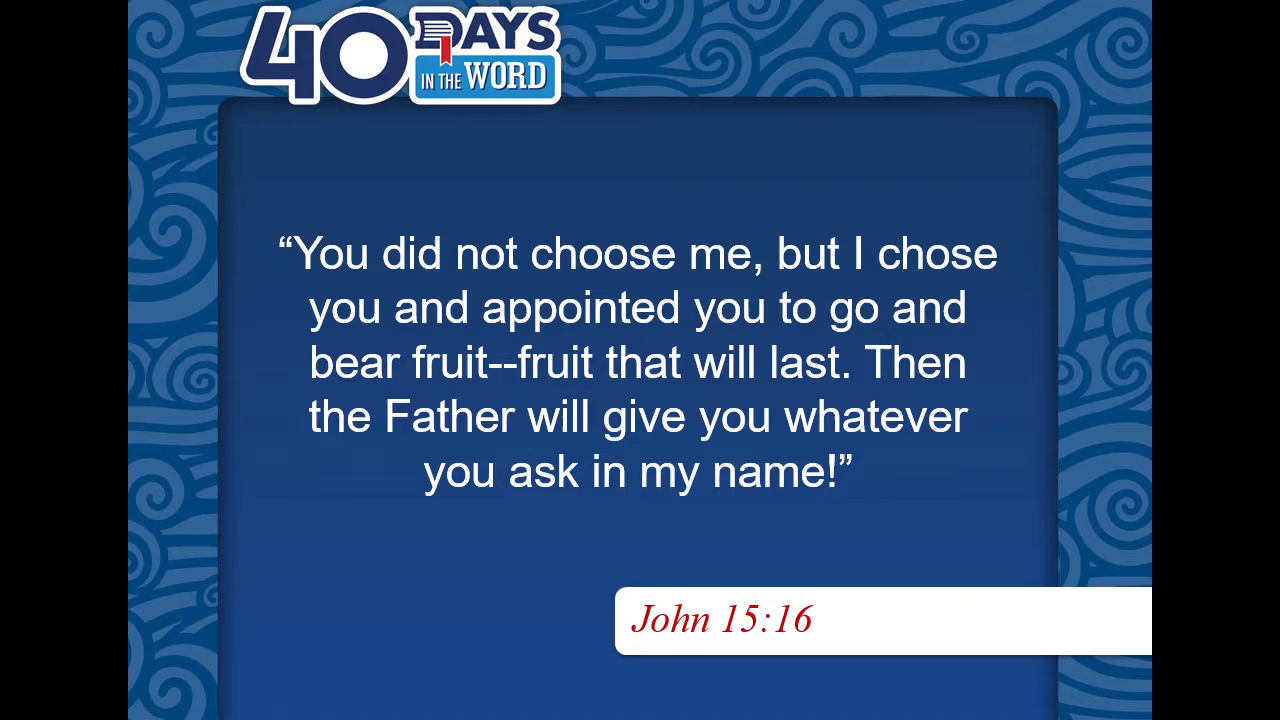 40 DAYS
IN THE WORD
“You did not choose me, but I chose
you and appointed you to go and
bear fruit--fruit that will last. Then
the Father will give you whatever
you ask in my name!”
John 15:16